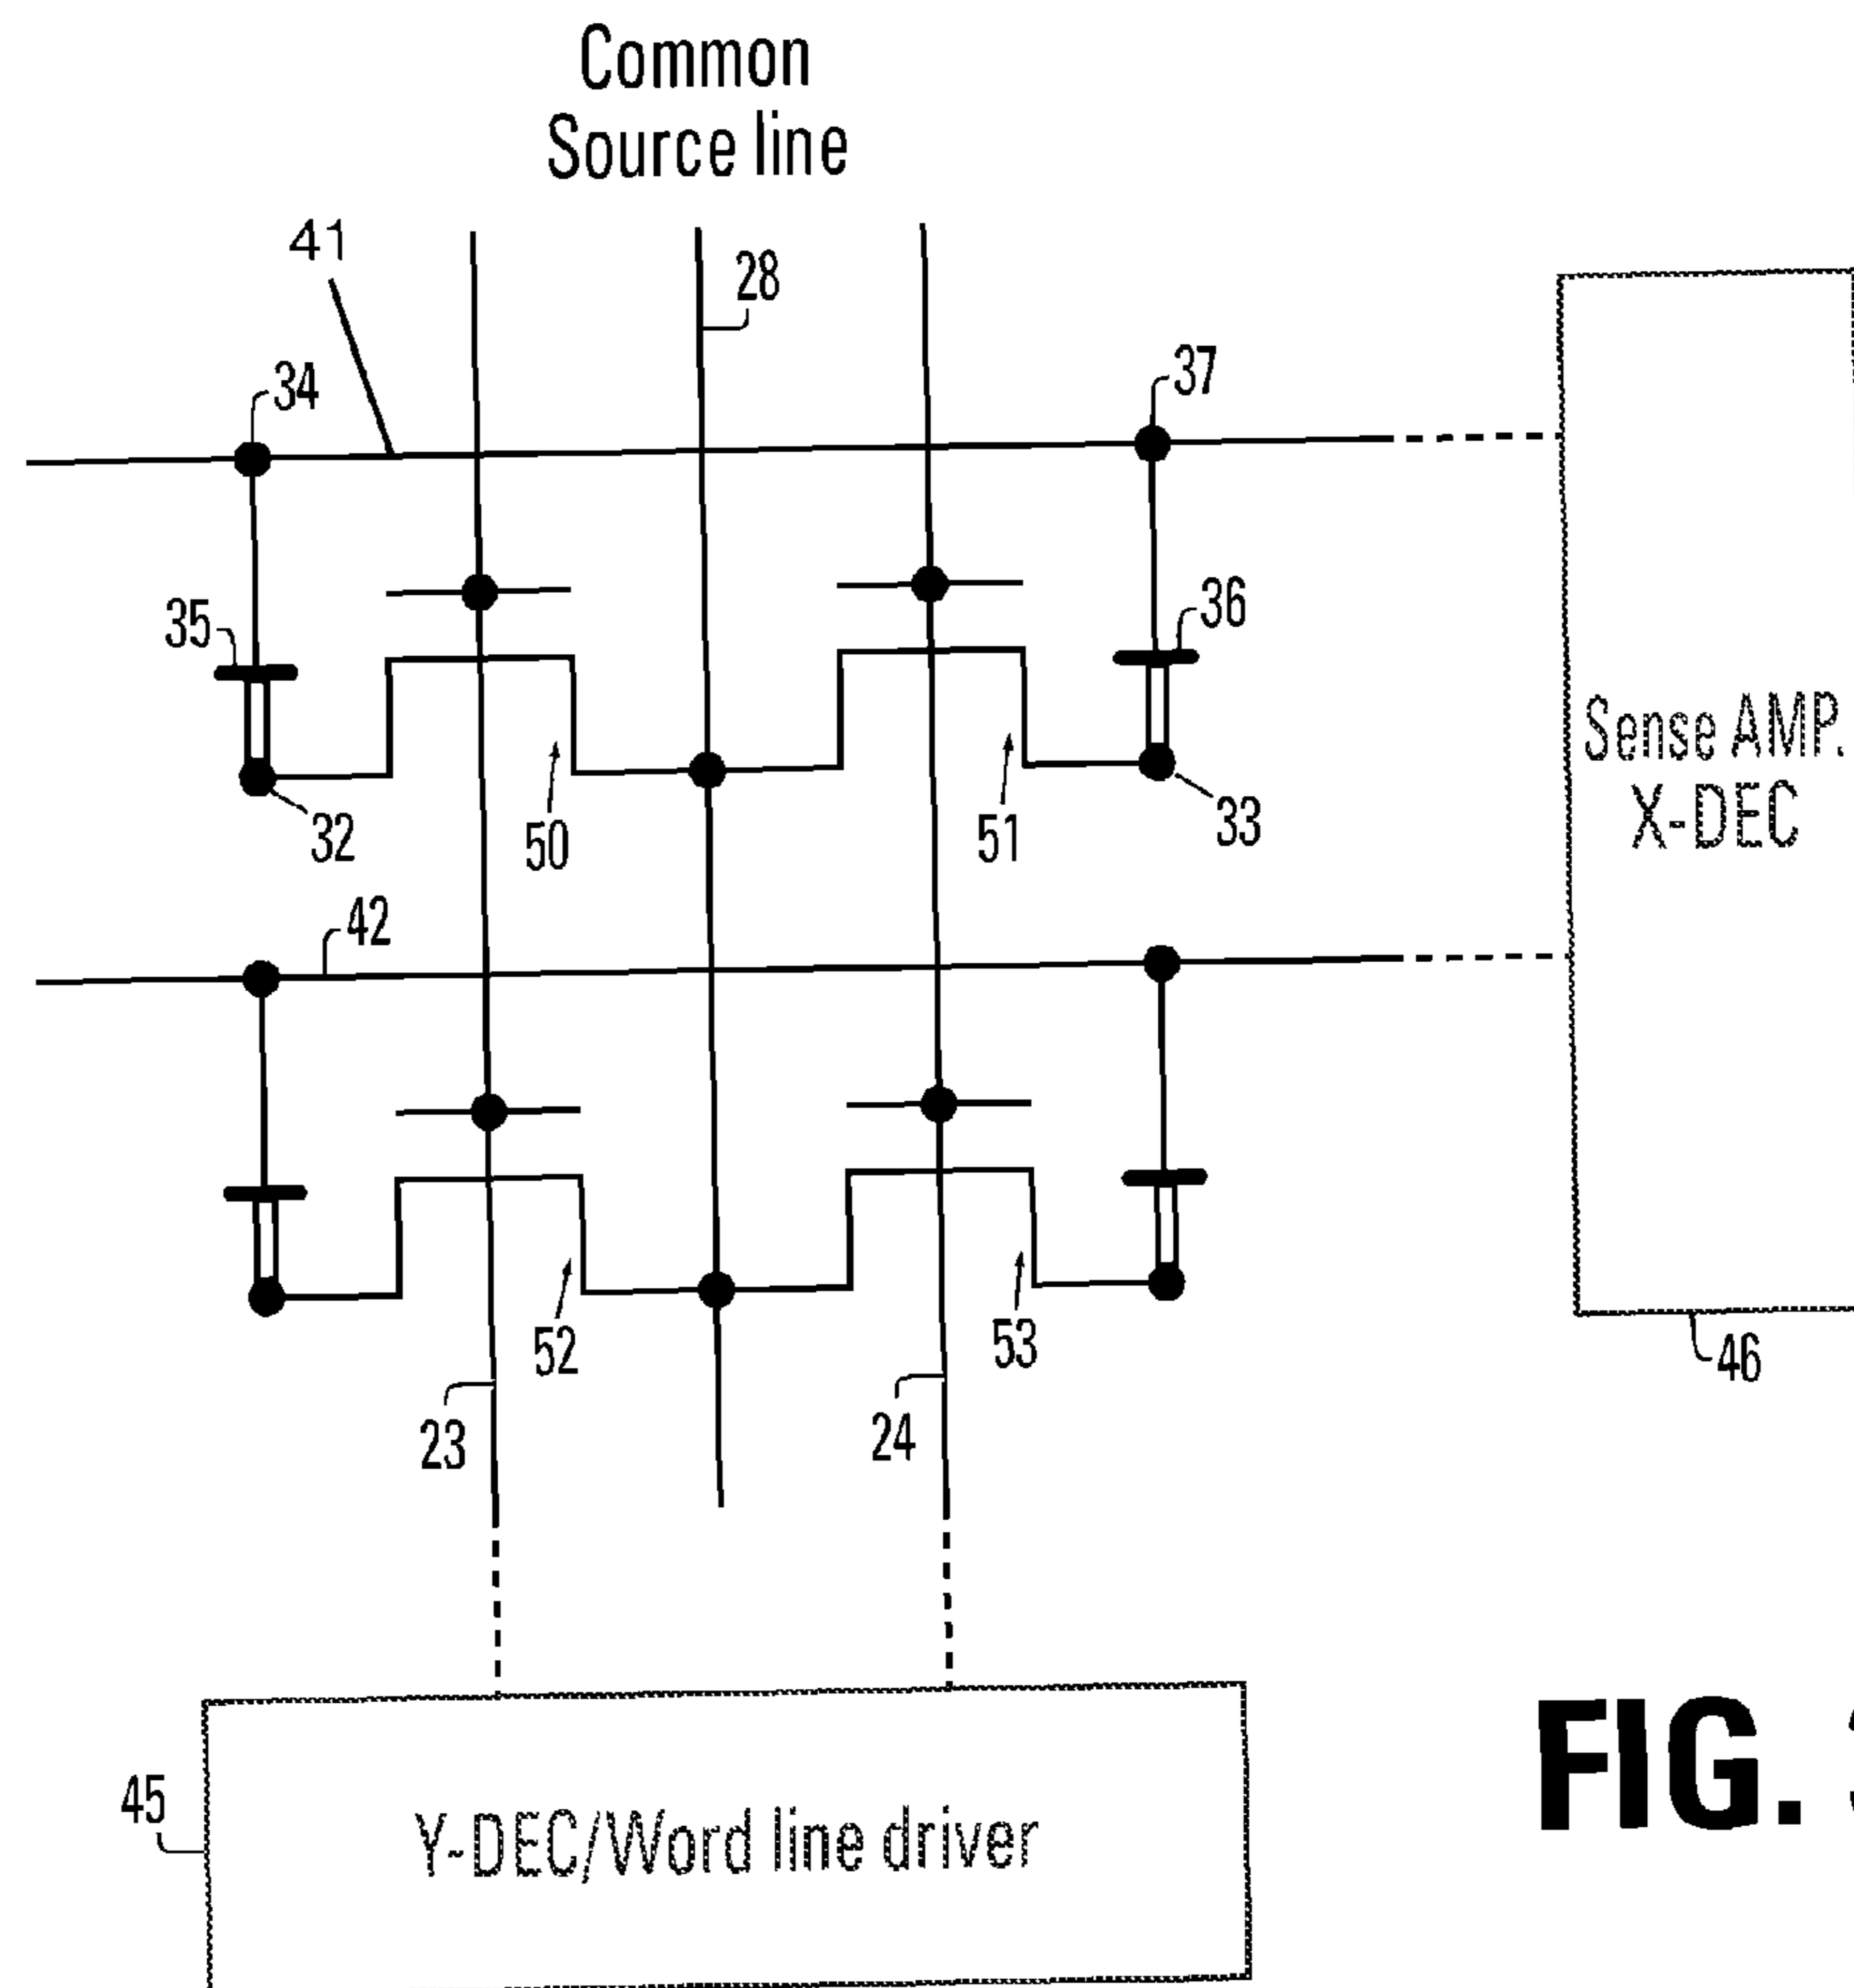 Common
Source line
41
28
34
37
35
36
32
50
51
33
Sense AMP.
X-DEC
42
52
53
46
23
24
45
Y-DEC/Word line driver
FIG.